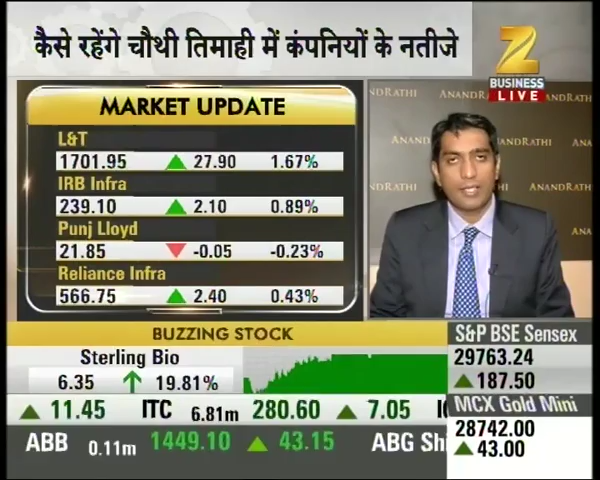 कैसे रहेंगे चौथी तिमाही में कंपनियों के नतीजे
Z
BUSINESS
LIVE
MARKET UPDATE
L&T
1701.95 27.90 1.67%
IRB Infra
239.10 2.10 0.89%
Punj Lloyd
21.85 -0.05 -0.23%
Reliance Infra
566.75 2.40 0.43%
ANANDRATHI
ANANDRATHI
ANANDRATHI
ANANDRATHI
BUZZING STOCK
Sterling Bio
6.35 19.81%
S&P BSE Sensex
29763.24
187.50
MCX Gold Mini
28742.00
43.00
11.45 ITC 6.81m 280.60 7.05
ABB 0.11m 1449.10 43.15 ABG Sh